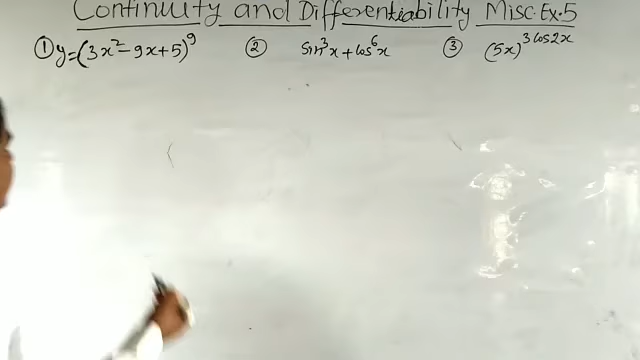 Continuity and Differentiability Misc. Ex.5
① y=(3x²-9x+5)⁹ ② sin³x+cos⁶x ③ (5x)^3cos2x